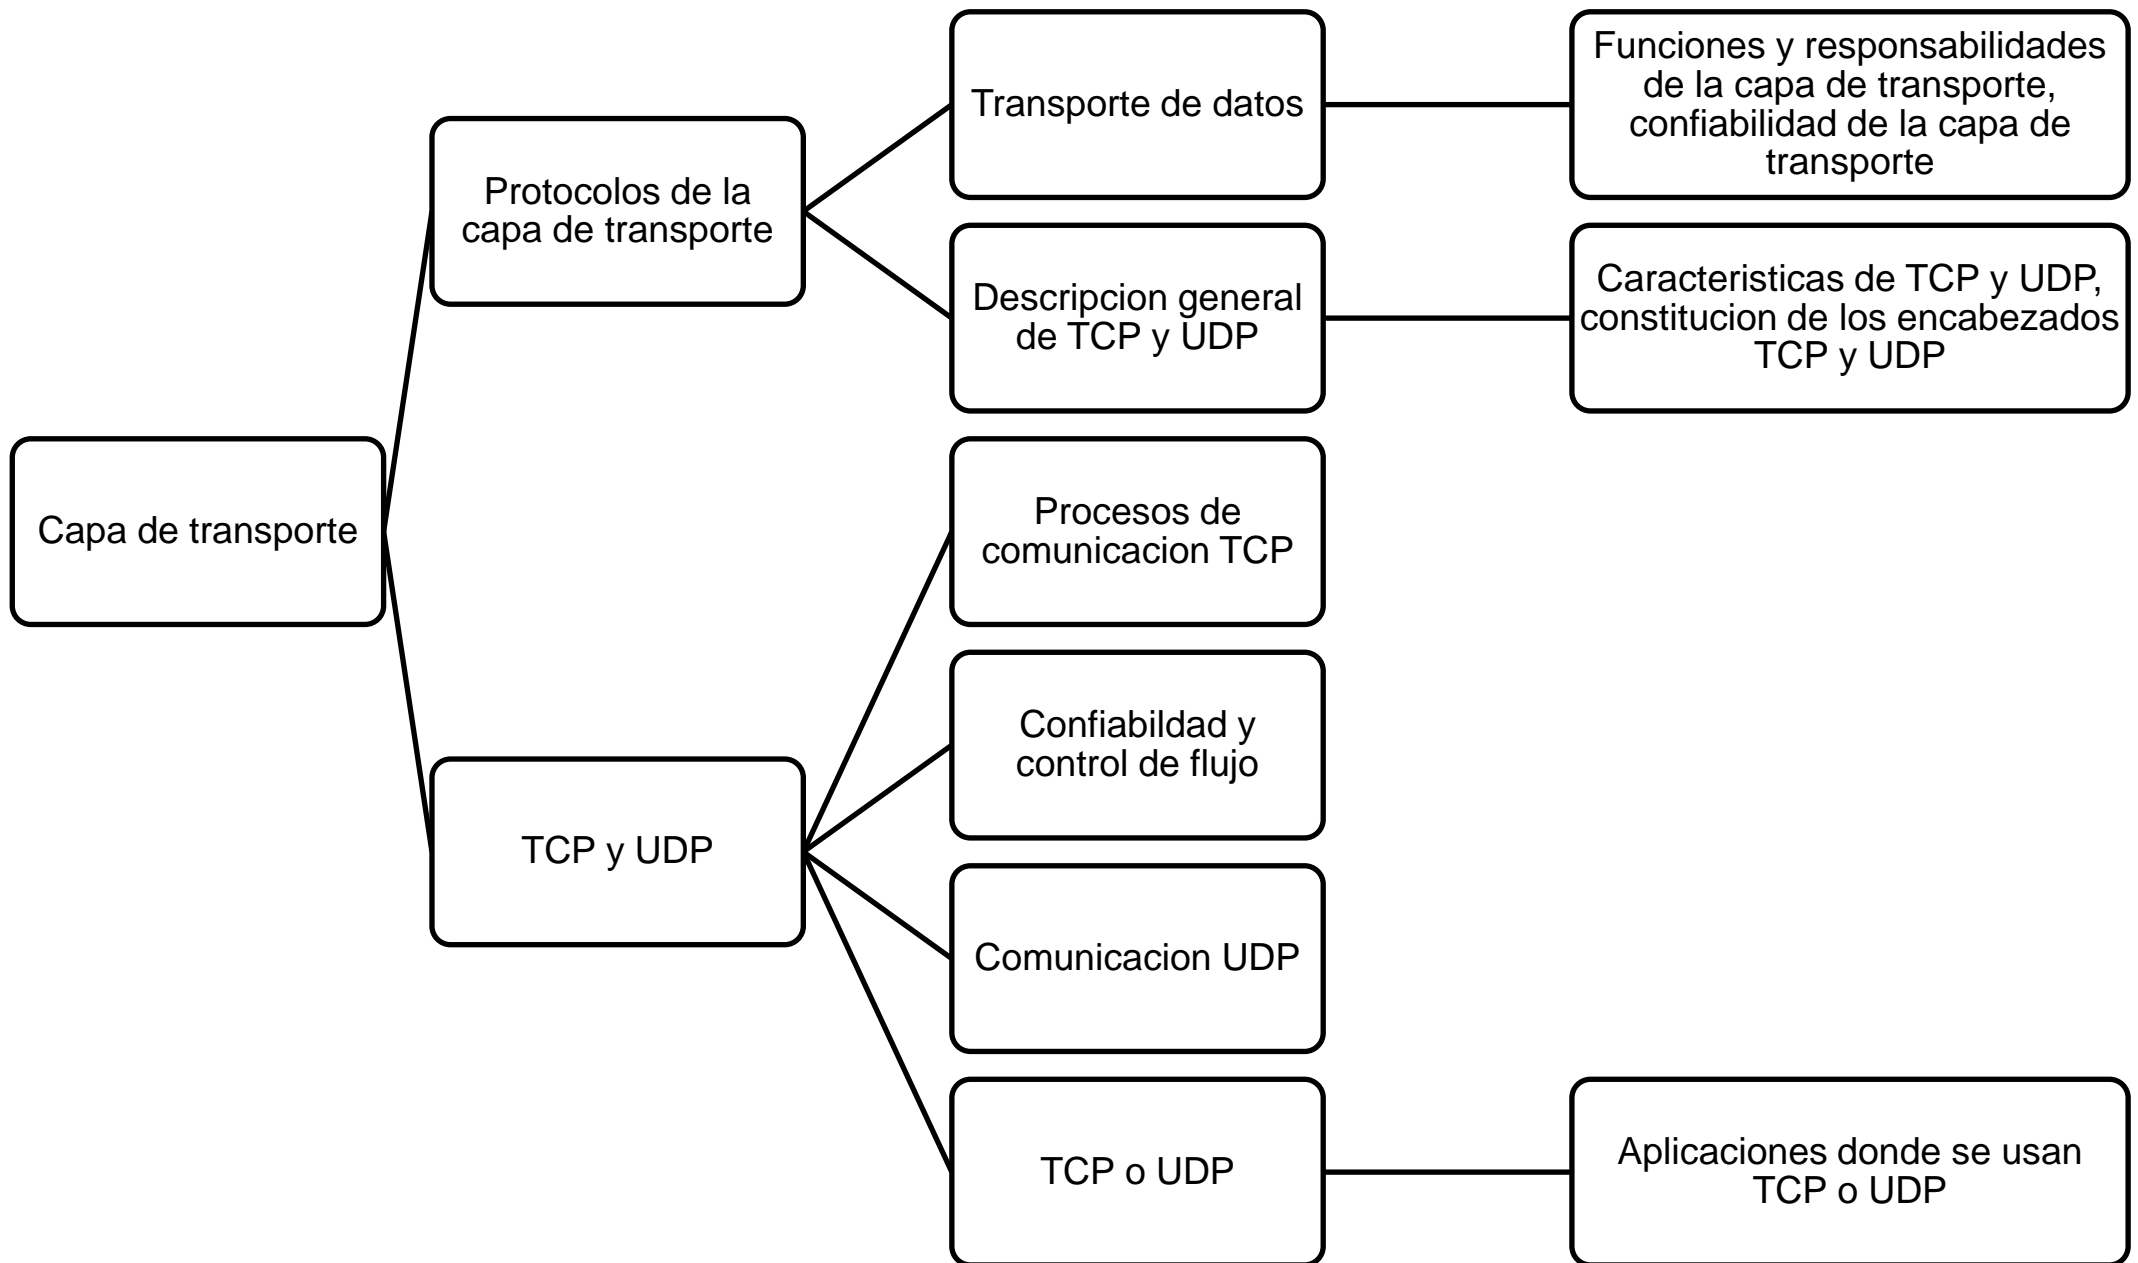 Capa de transporte
Protocolos de la
capa de transporte
Transporte de datos
Funciones y responsabilidades
de la capa de transporte,
confiabilidad de la capa de
transporte
Descripcion general
de TCP y UDP
Caracteristicas de TCP y UDP,
constitucion de los encabezados
TCP y UDP
TCP y UDP
Procesos de
comunicacion TCP
Confiabildad y
control de flujo
Comunicacion UDP
TCP o UDP
Aplicaciones donde se usan
TCP o UDP